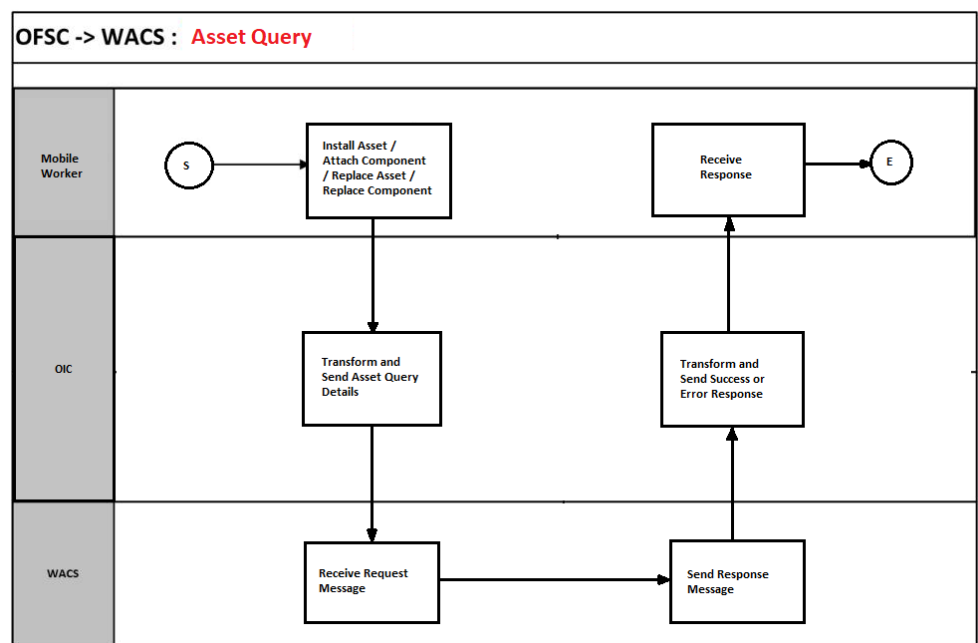 OFSC -> WACS : Asset Query
Mobile
Worker
S
Install Asset /
Attach Component
/ Replace Asset /
Replace Component
Receive
Response
E
OIC
Transform and
Send Asset Query
Details
Transform and
Send Success or
Error Response
WACS
Receive Request
Message
Send Response
Message